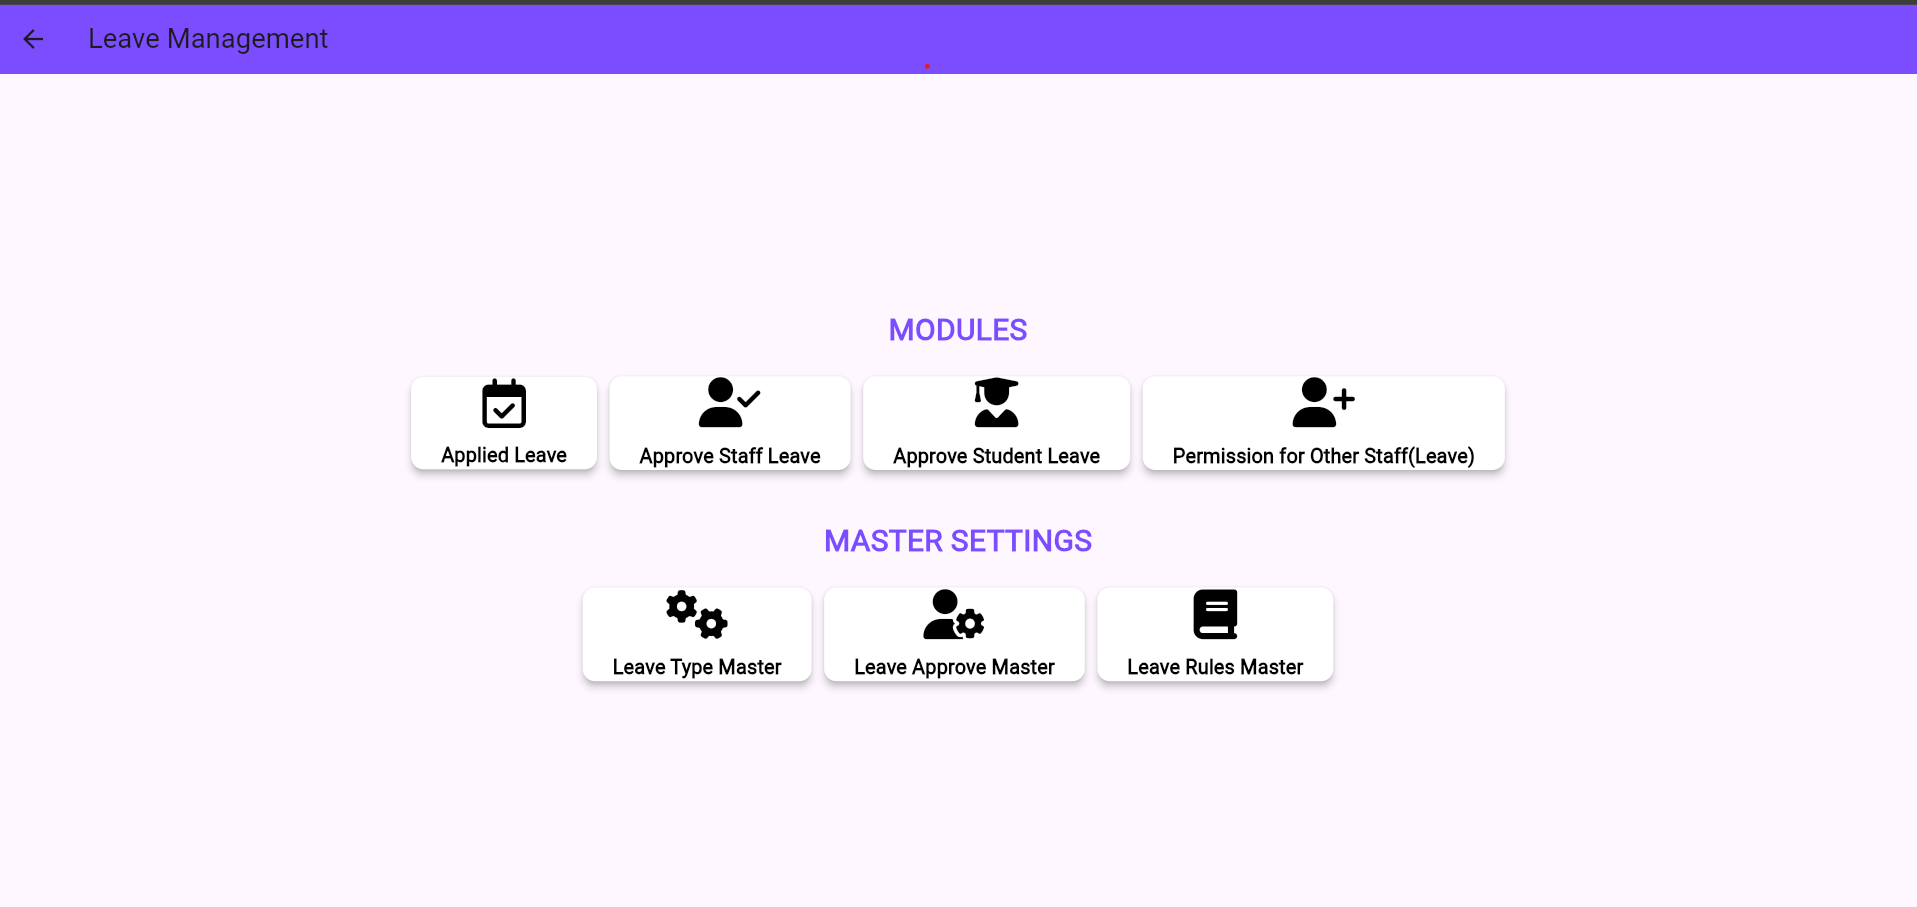 Leave Management
MODULES
Applied Leave
Approve Staff Leave
Approve Student Leave
Permission for Other Staff(Leave)
MASTER SETTINGS
Leave Type Master
Leave Approve Master
Leave Rules Master